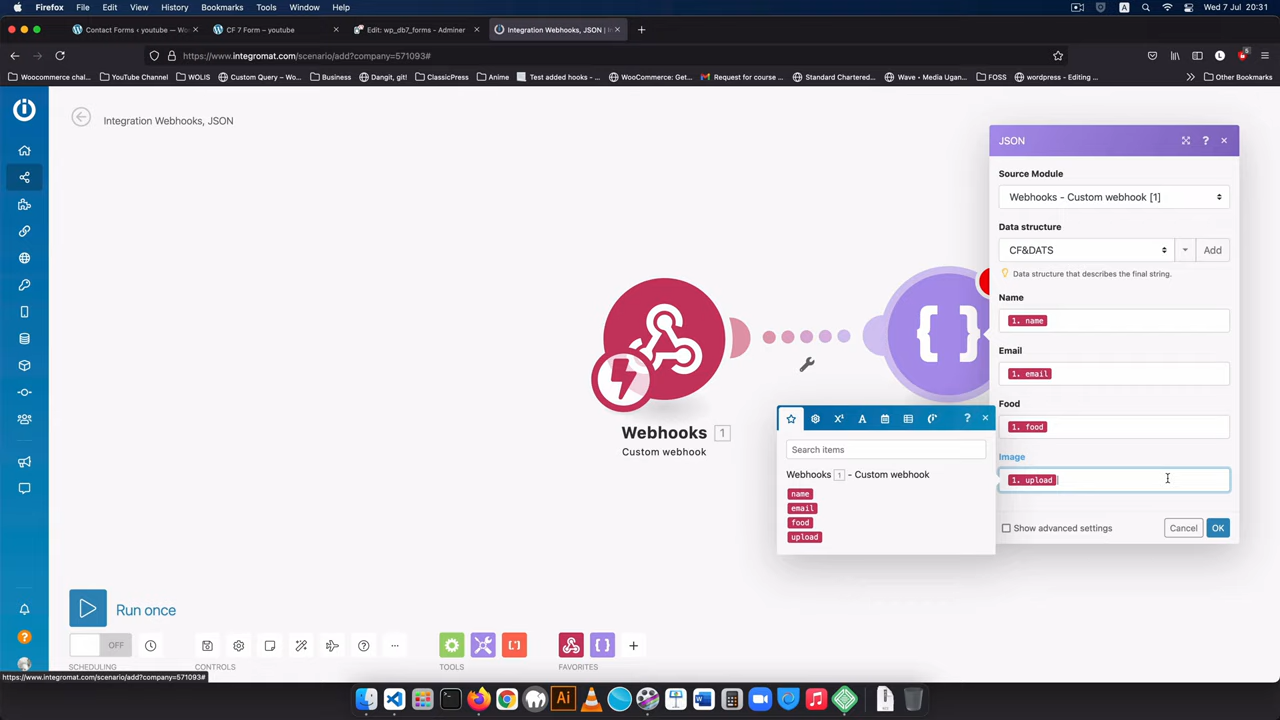 Firefox File Edit View History Bookmarks Tools Window Help
A
Wed 7 Jul 20:31
Contact Forms ‹ youtube — Wo
CF 7 Form – youtube
Edit: wp_db7_forms - Adminer
Integration Webhooks, JSON | In
https://www.integromat.com/scenario/add?company=571093#
Woocommerce chal...
YouTube Channel
WOLIS
Custom Query – Wo...
Business
Dangit, git!
ClassicPress
Anime
Test added hooks - ...
WooCommerce: Get...
Request for course ...
Standard Chartered...
Wave • Media Ugan...
FOSS
wordpress - Editing ...
Other Bookmarks
Integration Webhooks, JSON
JSON
Source Module
Webhooks - Custom webhook [1]
Data structure
CF&DATS
Add
Data structure that describes the final string.
Name
1. name
Email
1. email
Food
1. food
Image
1. upload
Show advanced settings
Cancel
OK
Webhooks 1
Custom webhook
Search items
Webhooks 1 - Custom webhook
name
email
food
upload
Run once
OFF
SCHEDULING
CONTROLS
TOOLS
FAVORITES
https://www.integromat.com/scenario/add?company=571093#